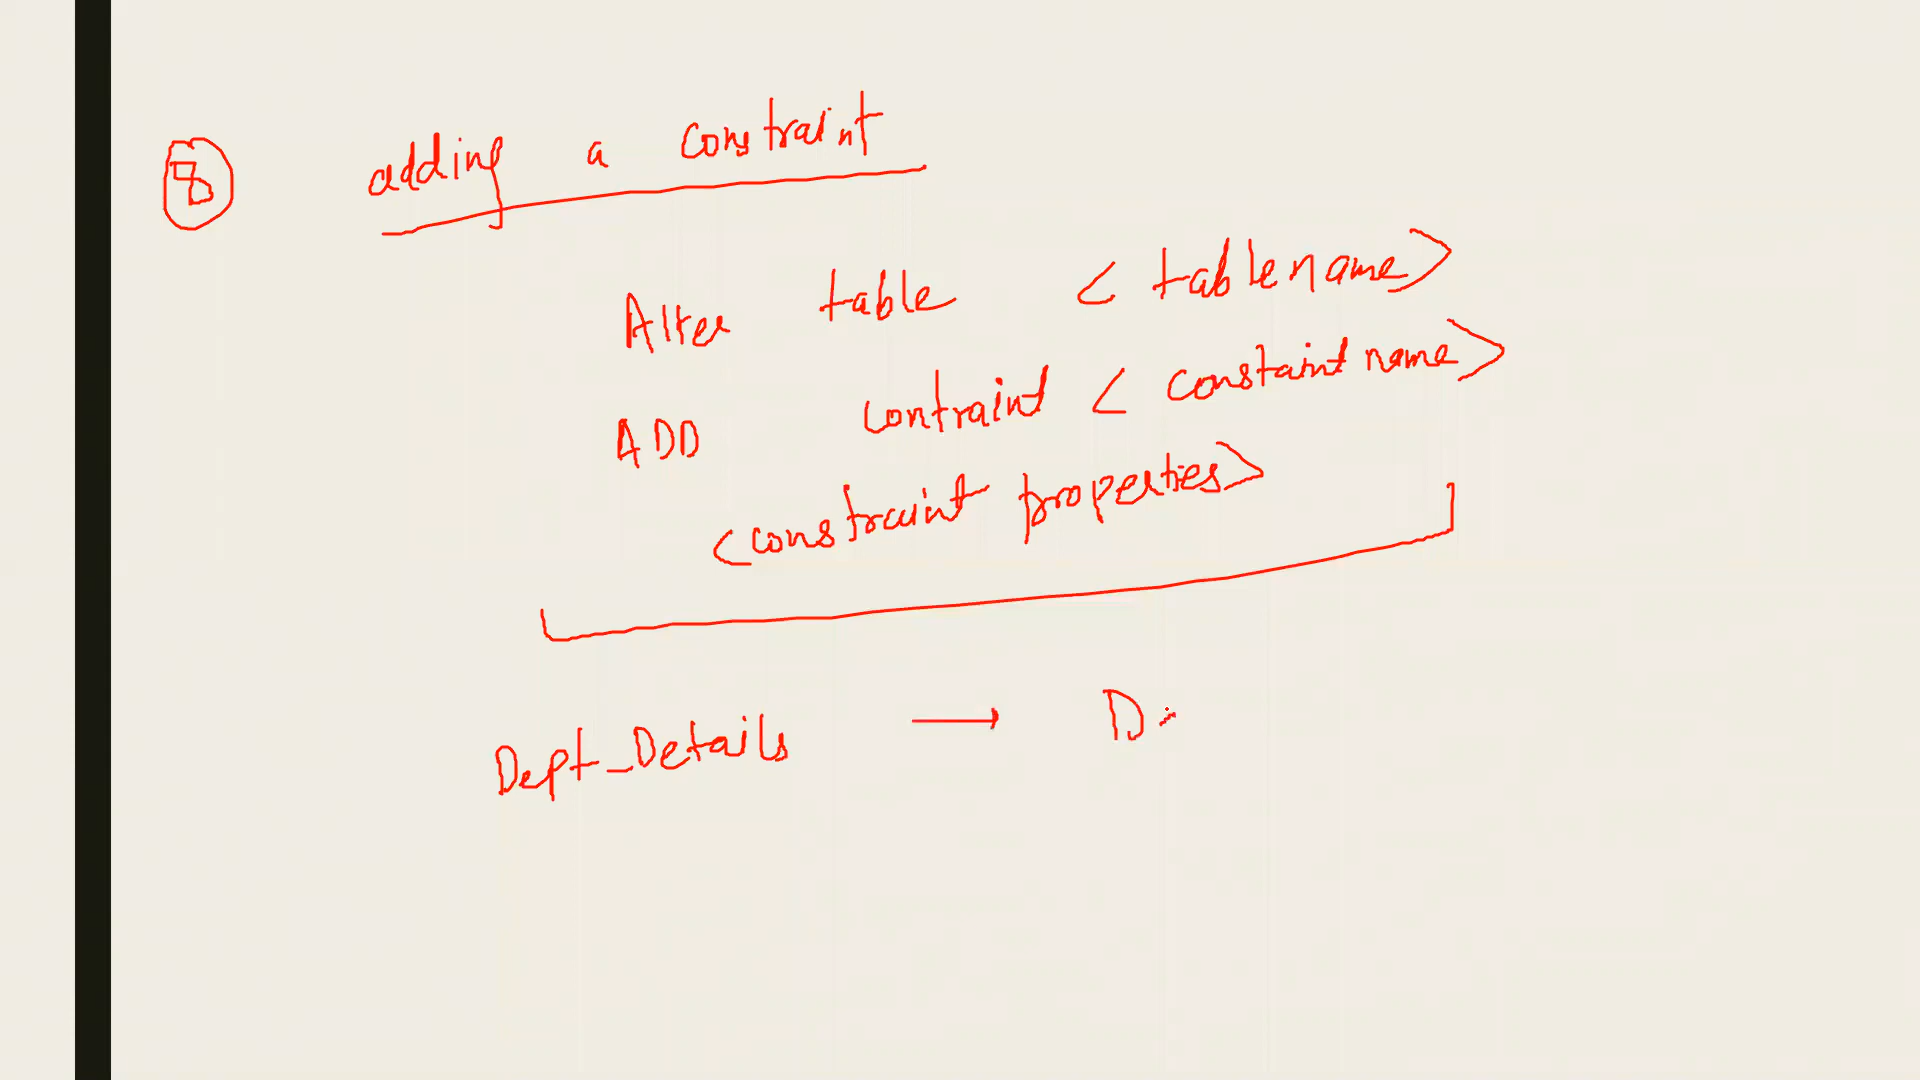 8 adding a constraint
Alter table < tablename>
ADD contraint < constaint name>
<constraint properties>
Dept_Details → D